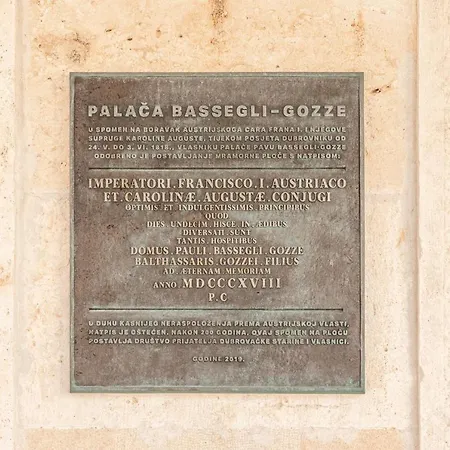 PALAČA BASSEGLI-GOZZE
U SPOMEN NA BORAVAK AUSTRIJSKOGA CARA FRANA I. I NJEGOVE
SUPRUGE KAROLINE AUGUSTE, TIJEKOM POSJETA DUBROVNIKU OD
24. V. DO 3. VI. 1818., VLASNIKU PALAČE PAVU BASSEGLI-GOZZE
ODOBRENO JE POSTAVLJANJE MRAMORNE PLOČE S NATPISOM:
IMPERATORI . FRANCISCO . I . AUSTRIACO
ET . CAROLINÆ . AUGUSTÆ . CONJUGI
OPTIMIS . ET . INDULGENTISSIMIS . PRINCIPIBUS
QUOD
DIES . UNDECIM . HISCE . IN . ÆDIBUS
DIVERSATI . SUNT
TANTIS . HOSPITIBUS
DOMUS . PAULI . BASSEGLI . GOZZE
BALTHASSARIS . GOZZEI . FILIUS
AD . ÆTERNAM . MEMORIAM
ANNO . MDCCCXVIII
P.C
U DUHU KASNIJEG NERASPOLOŽENJA PREMA AUSTRIJSKOJ VLASTI,
NATPIS JE OŠTEĆEN. NAKON 200 GODINA, OVAJ SPOMEN NA PLOČU
POSTAVLJA DRUŠTVO PRIJATELJA DUBROVAČKE STARINE I VLASNICI.
GODINE 2019.